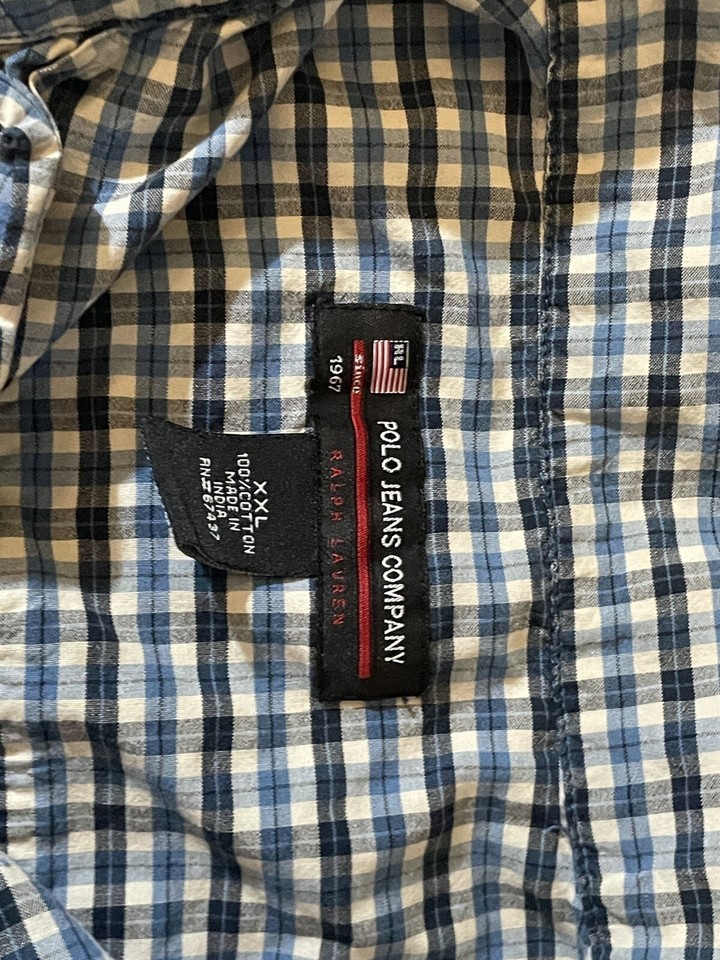 RL
POLO JEANS COMPANY
since
1967
RALPH LAUREN
XXL
100%COTTON
MADE IN
INDIA
RN#67437